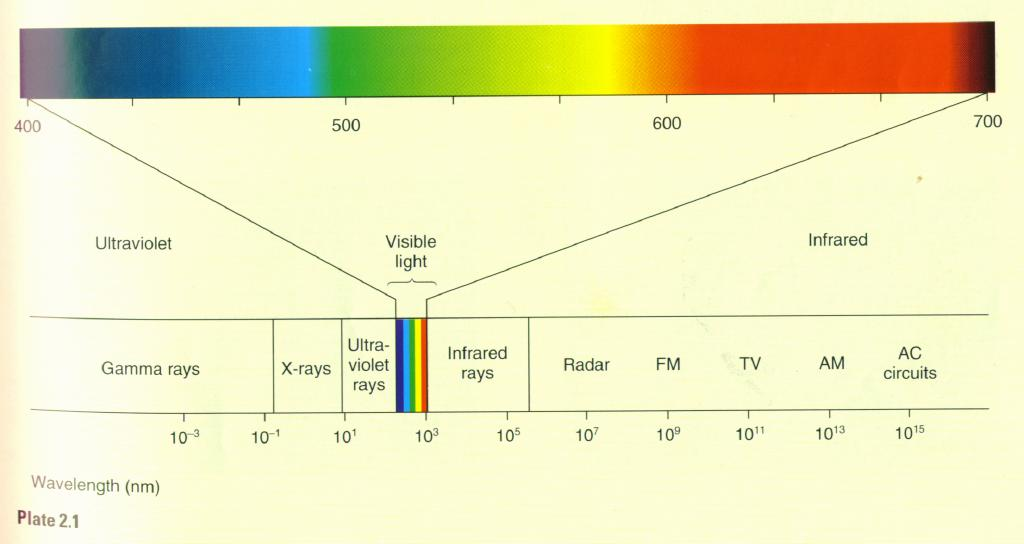 400 500 600 700
Ultraviolet
Visible
light
Infrared
Gamma rays
X-rays
Ultra-
violet
rays
Infrared
rays
Radar
FM
TV
AM
AC
circuits
10⁻³ 10⁻¹ 10¹ 10³ 10⁵ 10⁷ 10⁹ 10¹¹ 10¹³ 10¹⁵
Wavelength (nm)
Plate 2.1